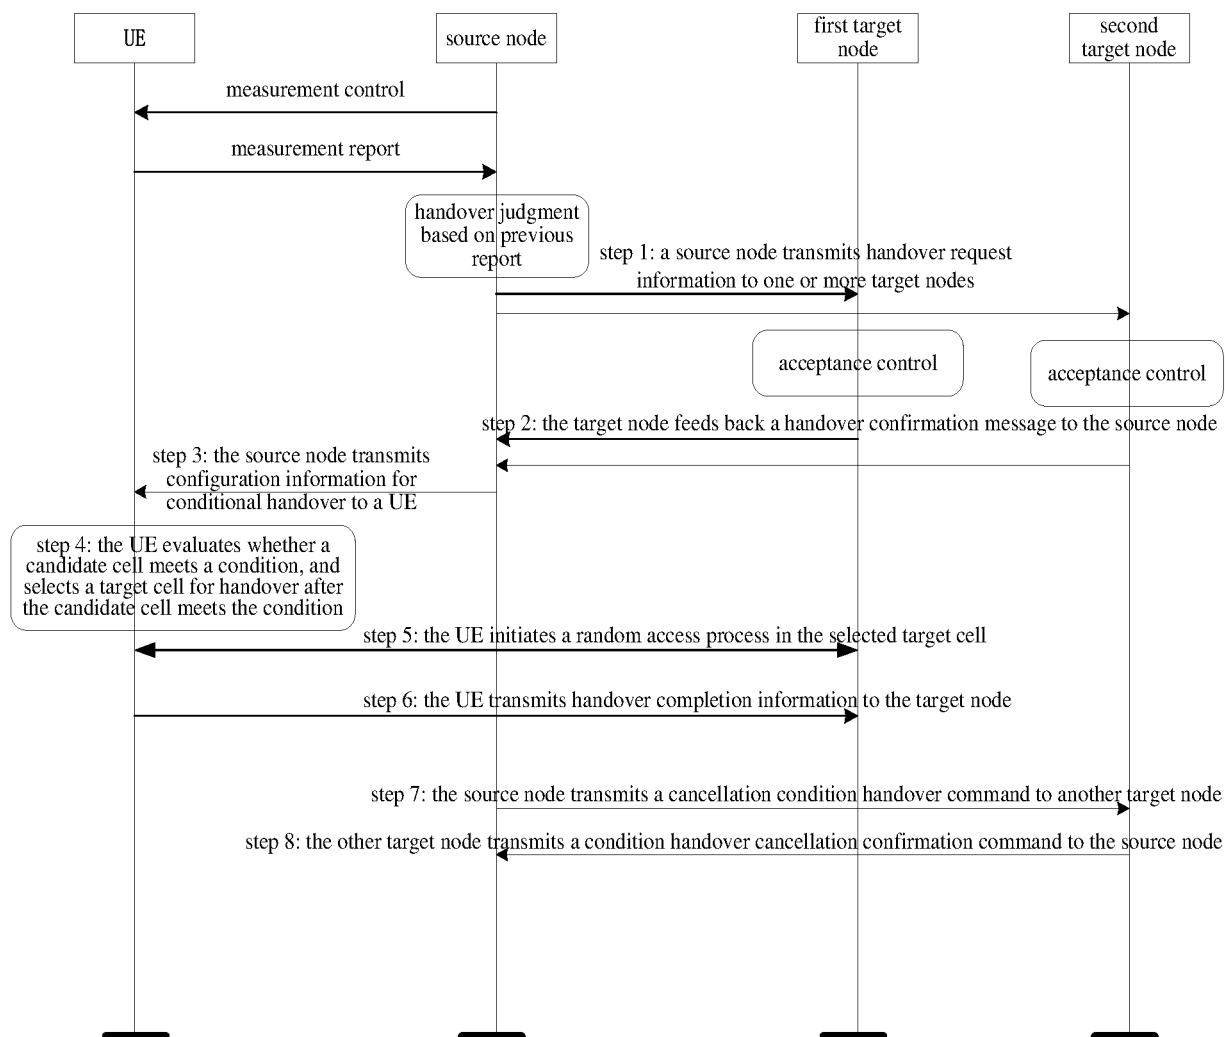 UE
source node
first target
node
second
target node
measurement control
measurement report
handover judgment
based on previous
report
step 1: a source node transmits handover request
information to one or more target nodes
acceptance control
acceptance control
step 2: the target node feeds back a handover confirmation message to the source node
step 3: the source node transmits
configuration information for
conditional handover to a UE
step 4: the UE evaluates whether a
candidate cell meets a condition, and
selects a target cell for handover after
the candidate cell meets the condition
step 5: the UE initiates a random access process in the selected target cell
step 6: the UE transmits handover completion information to the target node
step 7: the source node transmits a cancellation condition handover command to another target node
step 8: the other target node transmits a condition handover cancellation confirmation command to the source node